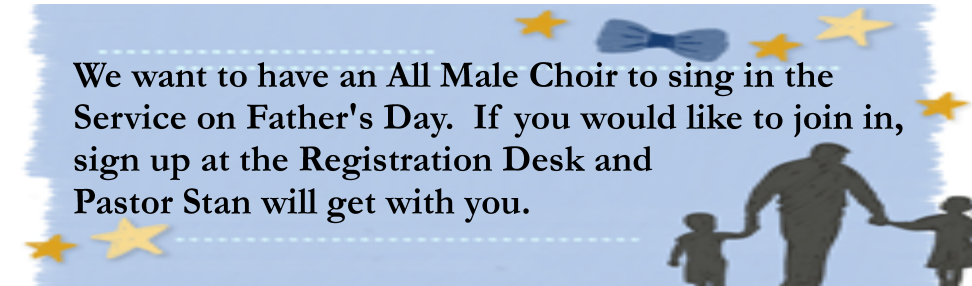 We want to have an All Male Choir to sing in the
Service on Father's Day.  If you would like to join in,
sign up at the Registration Desk and
Pastor Stan will get with you.